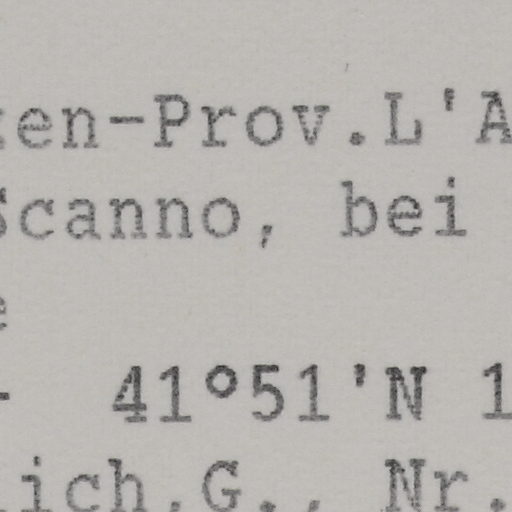 en-Prov.L'A
Scanno, bei
e
- 41°51'N 1
ich,G., Nr.